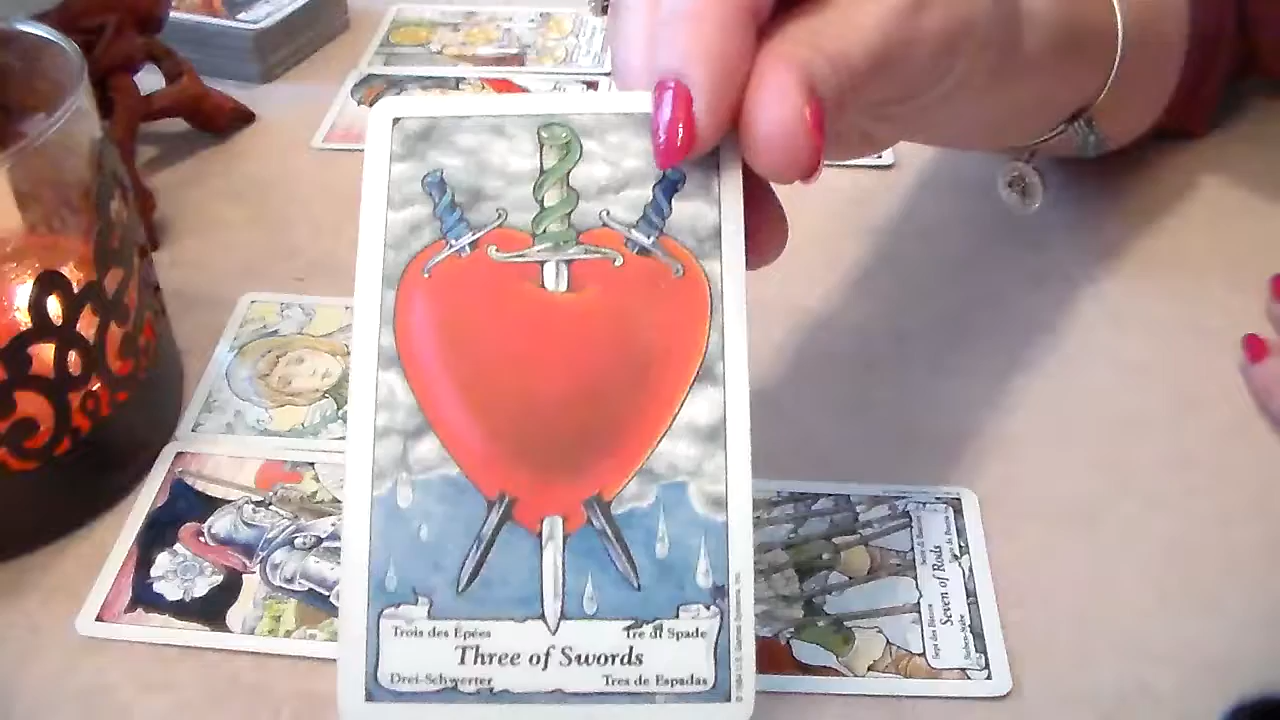 Trois des Epées
Tre di Spade
Three of Swords
Drei-Schwerter
Tres de Espadas
Seven of Rods